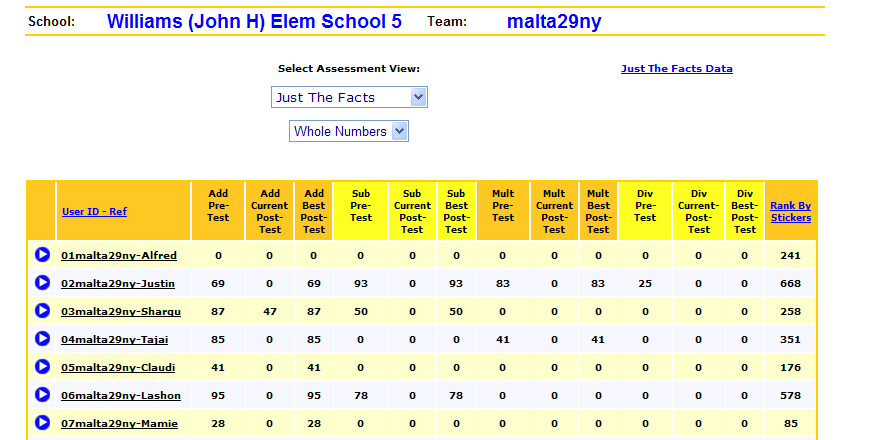 School: Williams (John H) Elem School 5 Team: malta29ny
Select Assessment View: Just The Facts Data
Just The Facts
Whole Numbers
User ID - Ref Add Pre-Test Add Current Post-Test Add Best Post-Test Sub Pre-Test Sub Current Post-Test Sub Best Post-Test Mult Pre-Test Mult Current Post-Test Mult Best Post-Test Div Pre-Test Div Current-Post-Test Div Best-Post-Test Rank By Stickers
01malta29ny-Alfred 0 0 0 0 0 0 0 0 0 0 0 0 241
02malta29ny-Justin 69 0 69 93 0 93 83 0 83 25 0 0 668
03malta29ny-Sharqu 87 47 87 50 0 50 0 0 0 0 0 0 258
04malta29ny-Tajai 85 0 85 0 0 0 41 0 41 0 0 0 351
05malta29ny-Claudi 41 0 41 0 0 0 0 0 0 0 0 0 176
06malta29ny-Lashon 95 0 95 78 0 78 0 0 0 0 0 0 578
07malta29ny-Mamie 28 0 28 0 0 0 0 0 0 0 0 0 85